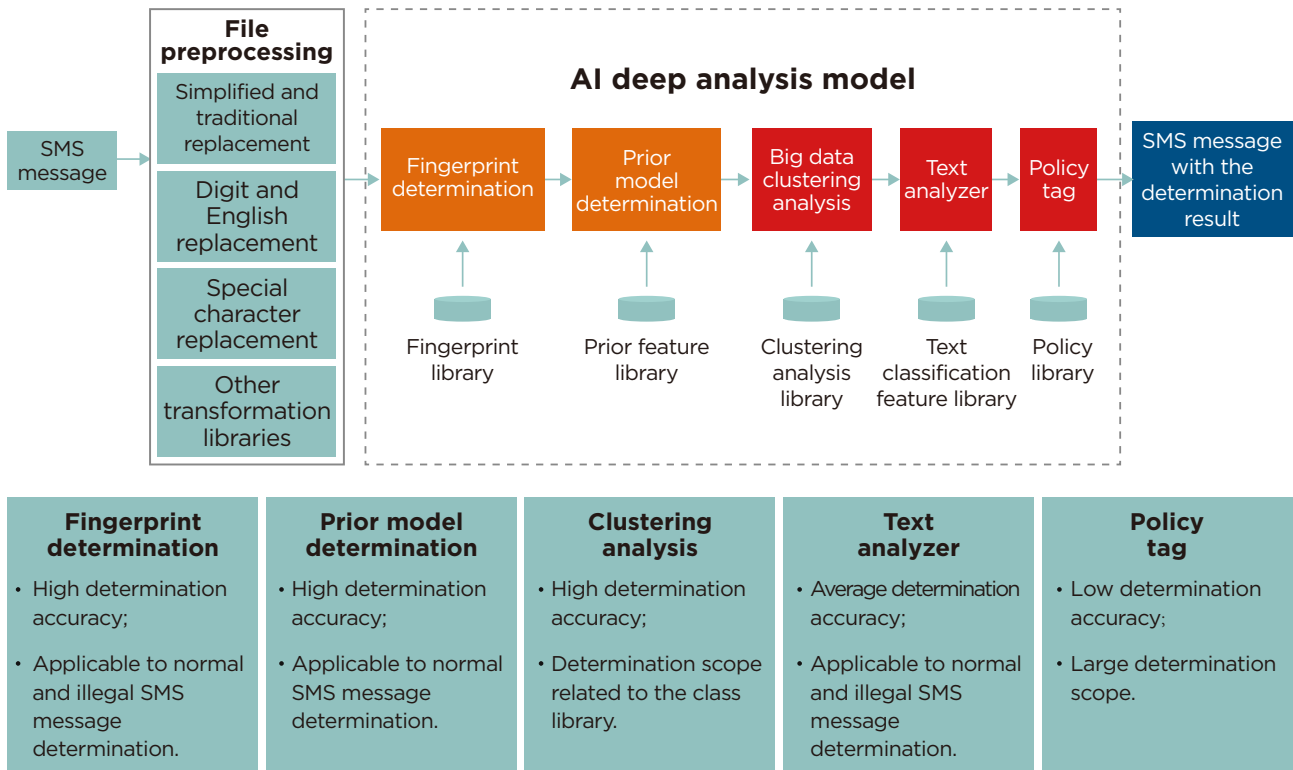 File
preprocessing
Simplified and
traditional
replacement
Digit and
English
replacement
Special
character
replacement
Other
transformation
libraries
SMS
message
AI deep analysis model
Fingerprint
determination
Prior
model
determination
Big data
clustering
analysis
Text
analyzer
Policy
tag
SMS message
with the
determination
result
Fingerprint
library
Prior feature
library
Clustering
analysis
library
Text
classification
feature library
Policy
library
Fingerprint
determination
• High determination
accuracy;
• Applicable to normal
and illegal SMS
message
determination.
Prior model
determination
• High determination
accuracy;
• Applicable to normal
SMS message
determination.
Clustering
analysis
• High determination
accuracy;
• Determination scope
related to the class
library.
Text
analyzer
• Average determination
accuracy;
• Applicable to normal
and illegal SMS
message
determination.
Policy
tag
• Low determination
accuracy;
• Large determination
scope.